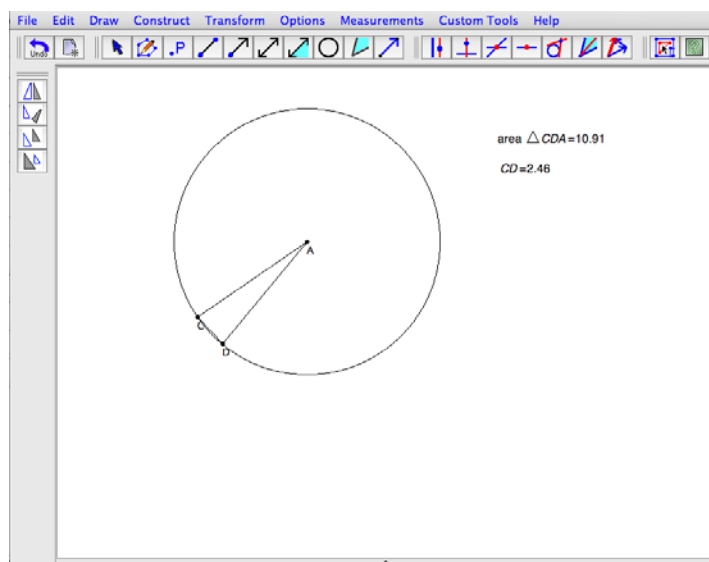 File Edit Draw Construct Transform Options Measurements Custom Tools Help
Undo .P
area △CDA=10.91
CD=2.46
A
C
D